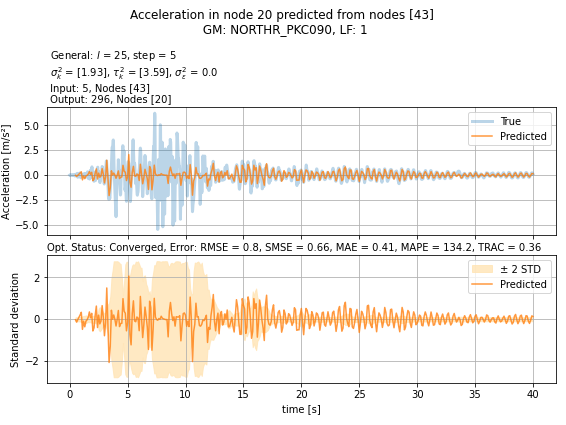 Acceleration in node 20 predicted from nodes [43]
GM: NORTHR_PKC090, LF: 1
General: l = 25, step = 5
σ²ₖ = [1.93], τ²ₖ = [3.59], σ²_ε = 0.0
Input: 5, Nodes [43]
Output: 296, Nodes [20]
Acceleration [m/s²]
5.0
2.5
0.0
−2.5
−5.0
True
Predicted
Opt. Status: Converged, Error: RMSE = 0.8, SMSE = 0.66, MAE = 0.41, MAPE = 134.2, TRAC = 0.36
Standard deviation
2
0
−2
± 2 STD
Predicted
0 5 10 15 20 25 30 35 40
time [s]